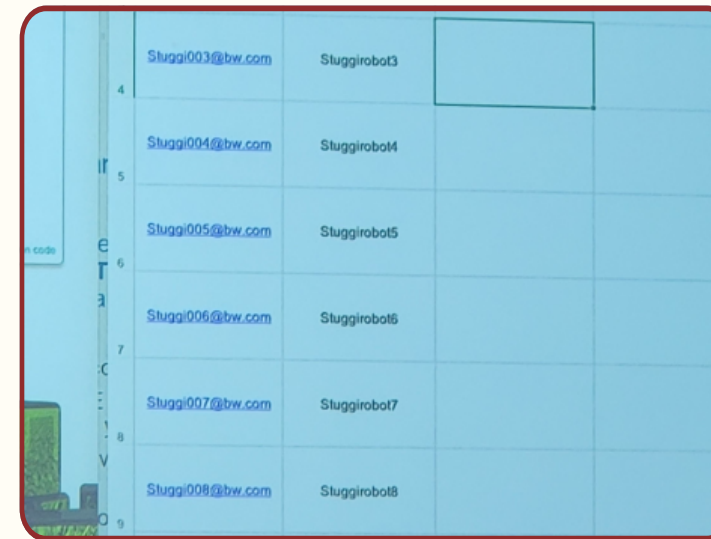 Stuggi003@bw.com Stuggirobot3
4
Stuggi004@bw.com Stuggirobot4
5
Stuggi005@bw.com Stuggirobot5
n code
6
Stuggi006@bw.com Stuggirobot6
7
Stuggi007@bw.com Stuggirobot7
8
Stuggi008@bw.com Stuggirobot8
9